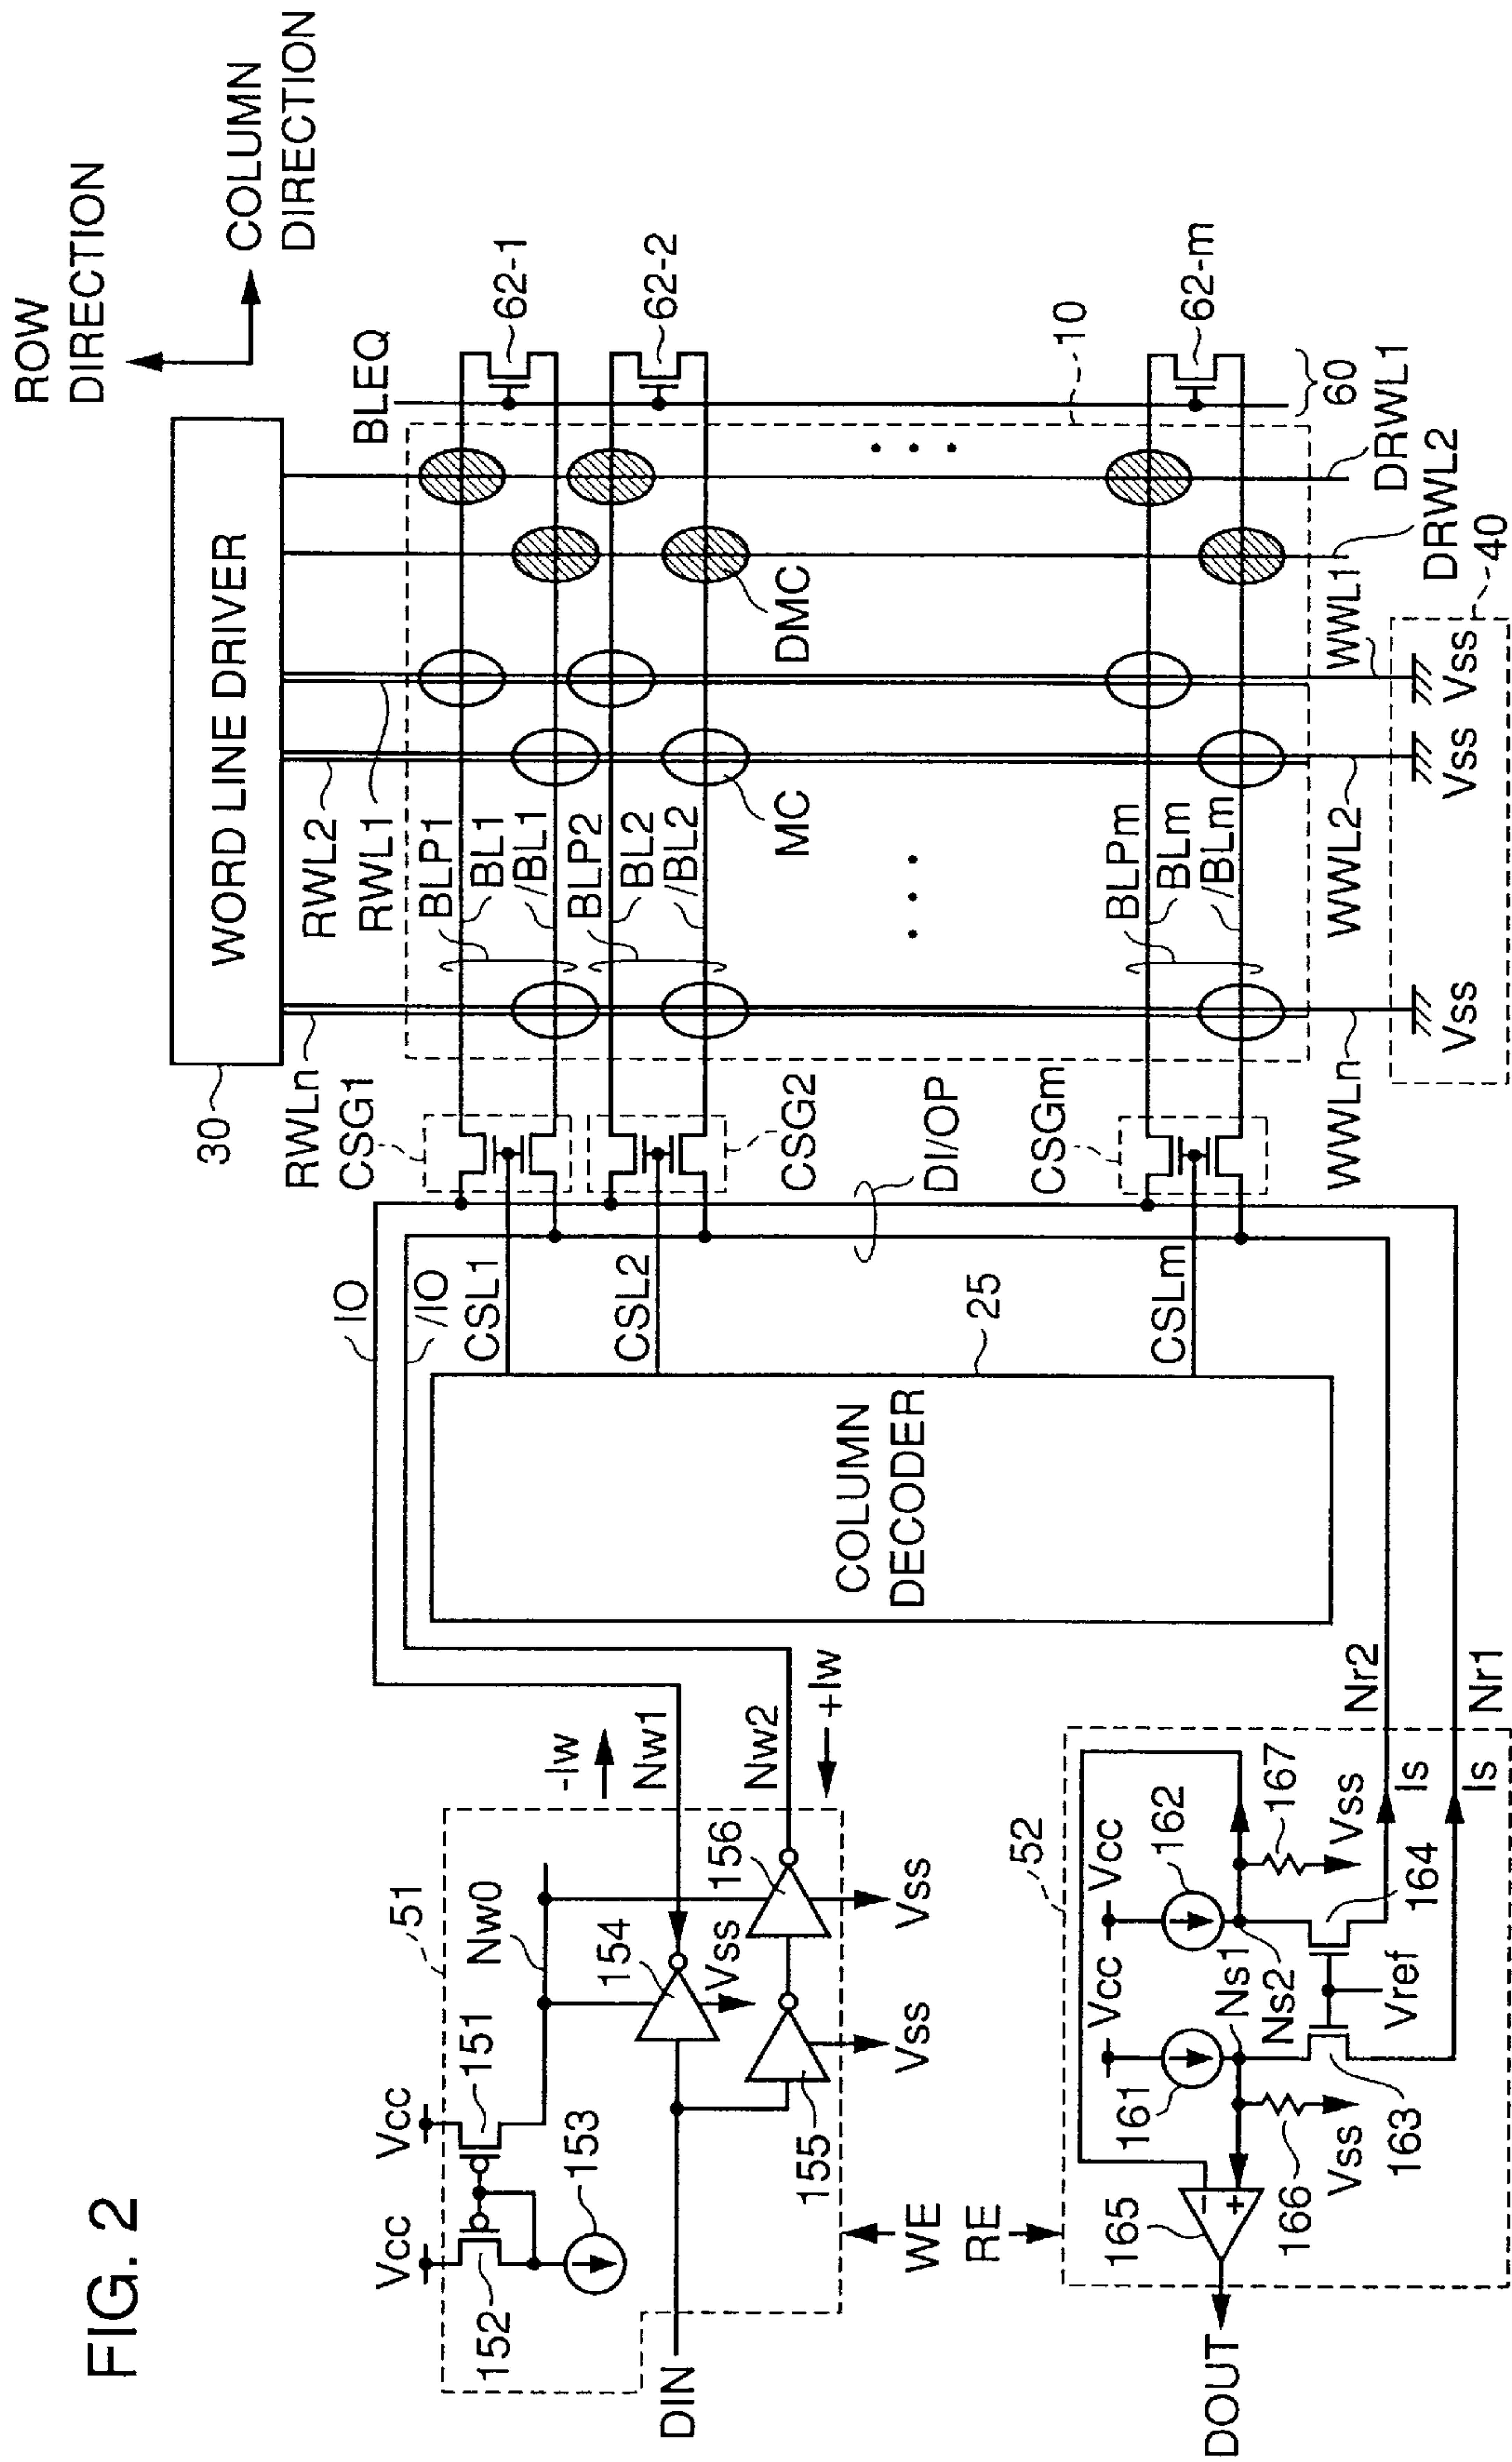 FIG. 2
ROW
DIRECTION
COLUMN
DIRECTION
WORD LINE DRIVER
30
BLEQ
62-1
62-2
62-m
10
60
DRWL1
DRWL2
WWL1
40
Vss
Vss
Vss
WWL2
WWLn
RWL2
RWL1
RWLn
BLP1
BL1
/BL1
BLP2
BL2
/BL2
BLPm
BLm
/BLm
DMC
MC
CSG1
CSG2
CSGm
DI/OP
IO
/IO
CSL1
CSL2
CSLm
25
COLUMN
DECODER
-Iw
Nw1
Nw2
+Iw
51
Nw0
Vcc
Vcc
151
152
153
154
Vss
155
156
Vss
Vss
DIN
WE
RE
52
Vcc
Vcc
161
162
Ns1
Ns2
167
Vss
164
Vref
163
Vss
166
165
DOUT
Nr2
Is
Nr1
Is